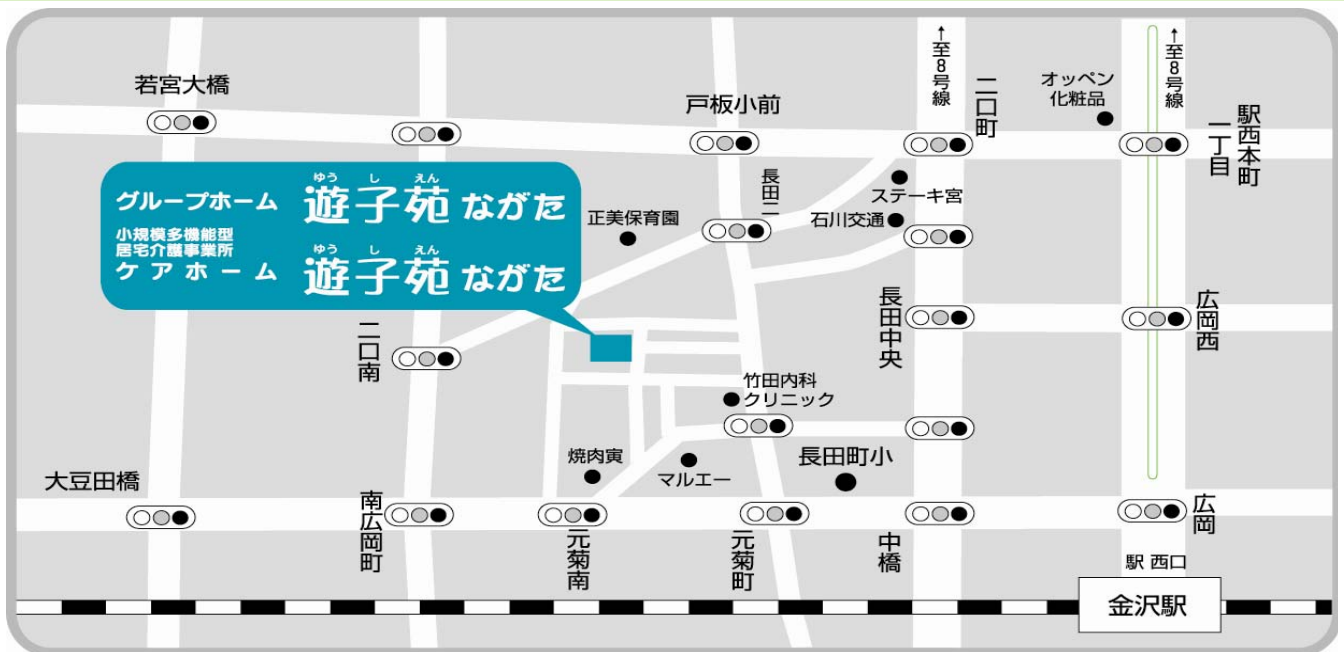 若宮大橋
戸板小前
↑至8号線
二口町
オッペン
化粧品
↑至8号線
駅西本町
一丁目
グループホーム 遊子苑 ながた
ゆう し えん
小規模多機能型
居宅介護事業所
ケアホーム 遊子苑 ながた
ゆう し えん
正美保育園
長田二
ステーキ宮
石川交通
二口南
長田中央
広岡西
竹田内科
クリニック
焼肉寅
マルエー
長田町小
大豆田橋
南広岡町
元菊南
元菊町
中橋
広岡
駅 西口
金沢駅